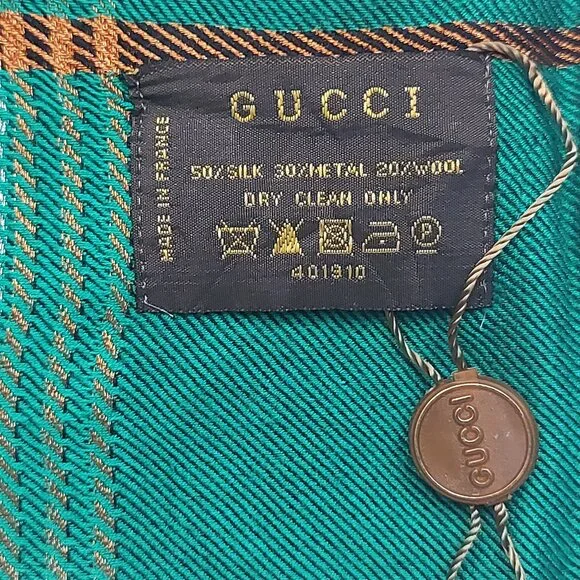 GUCCI
MADE IN FRANCE
50% SILK 30% METAL 20% WOOL
DRY CLEAN ONLY
P
401910
GUCCI